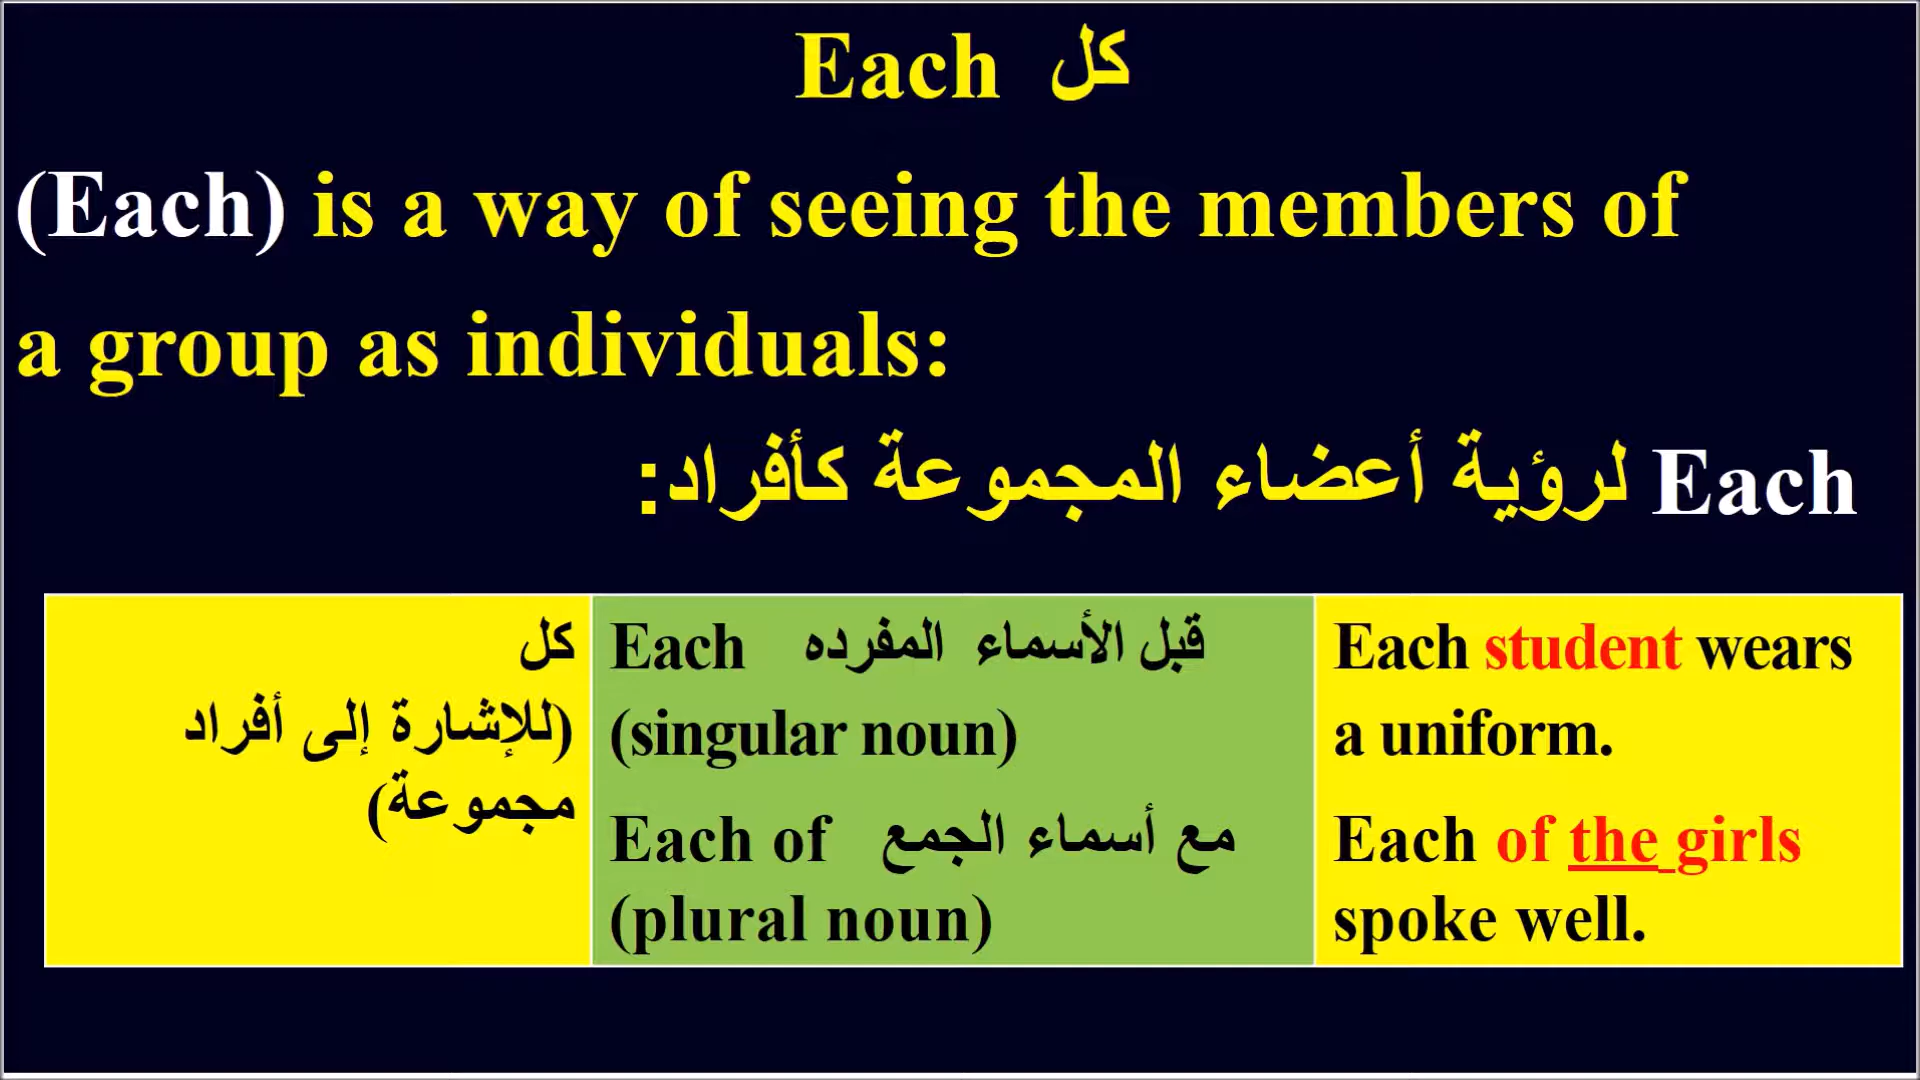 Each كل
(Each) is a way of seeing the members of
a group as individuals:
Each لرؤية أعضاء المجموعة كأفراد:
كل
(للإشارة إلى أفراد
مجموعة)
Each قبل الأسماء المفرده
(singular noun)
Each of مع أسماء الجمع
(plural noun)
Each student wears
a uniform.
Each of the girls
spoke well.